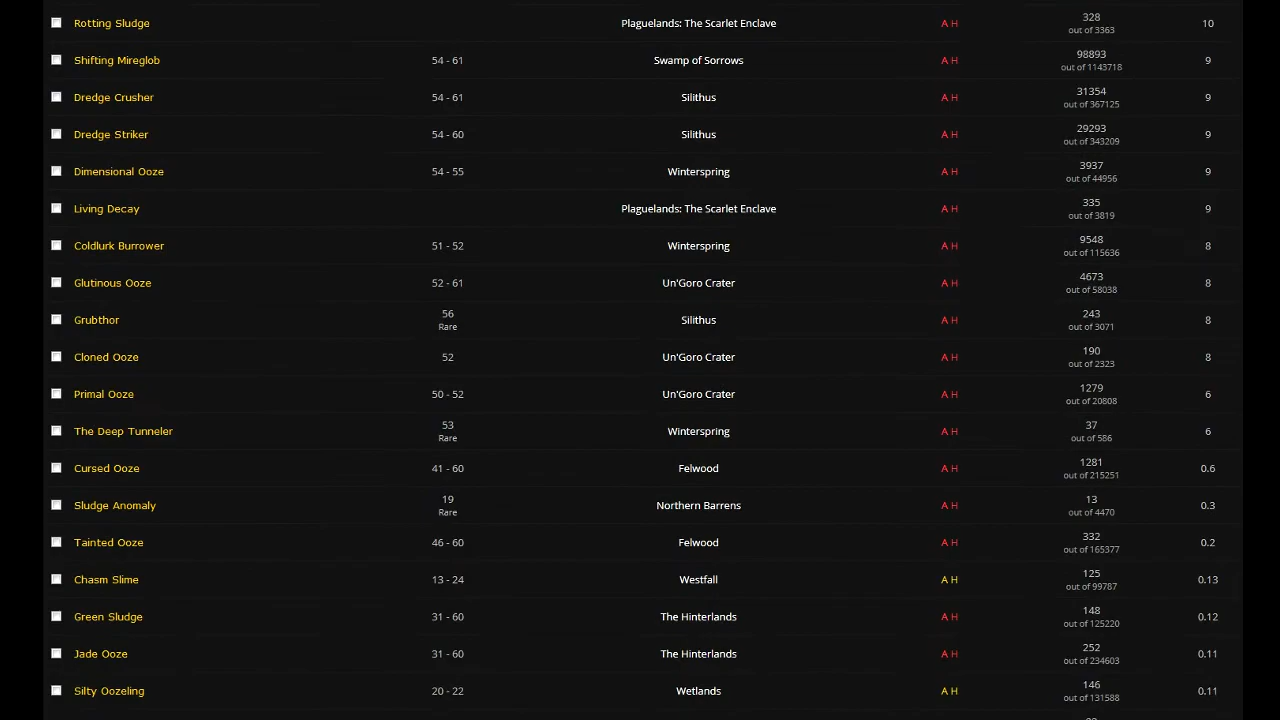 Rotting Sludge Plaguelands: The Scarlet Enclave A H 328 10
out of 3363
Shifting Mireglob 54 - 61 Swamp of Sorrows A H 98893 9
out of 1143718
Dredge Crusher 54 - 61 Silithus A H 31354 9
out of 367125
Dredge Striker 54 - 60 Silithus A H 29293 9
out of 343209
Dimensional Ooze 54 - 55 Winterspring A H 3937 9
out of 44956
Living Decay Plaguelands: The Scarlet Enclave A H 335 9
out of 3819
Coldlurk Burrower 51 - 52 Winterspring A H 9548 8
out of 115636
Glutinous Ooze 52 - 61 Un'Goro Crater A H 4673 8
out of 58038
Grubthor 56 Silithus A H 243 8
Rare out of 3071
Cloned Ooze 52 Un'Goro Crater A H 190 8
out of 2323
Primal Ooze 50 - 52 Un'Goro Crater A H 1279 6
out of 20808
The Deep Tunneler 53 Winterspring A H 37 6
Rare out of 586
Cursed Ooze 41 - 60 Felwood A H 1281 0.6
out of 215251
Sludge Anomaly 19 Northern Barrens A H 13 0.3
Rare out of 4470
Tainted Ooze 46 - 60 Felwood A H 332 0.2
out of 165377
Chasm Slime 13 - 24 Westfall A H 125 0.13
out of 99787
Green Sludge 31 - 60 The Hinterlands A H 148 0.12
out of 125220
Jade Ooze 31 - 60 The Hinterlands A H 252 0.11
out of 234603
Silty Oozeling 20 - 22 Wetlands A H 146 0.11
out of 131588